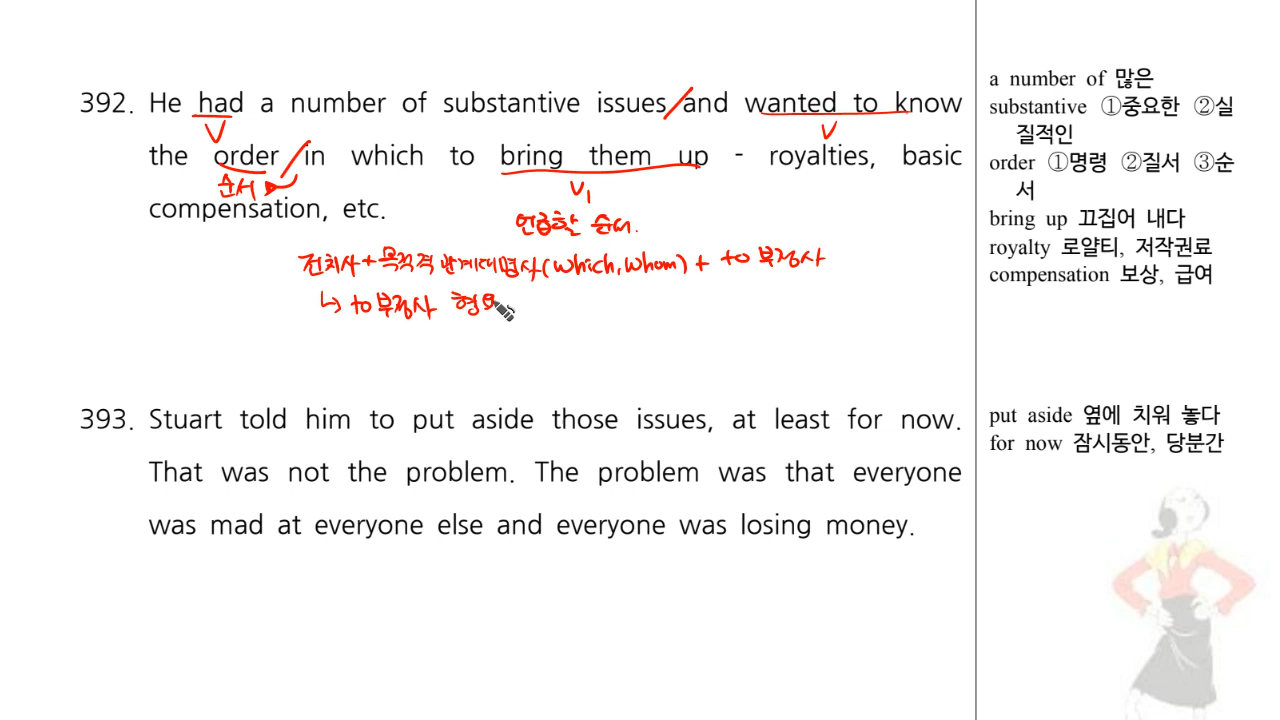 392. He had a number of substantive issues/and wanted to know
V
V
the order/in which to bring them up - royalties, basic
순서
V1
compensation, etc.
언급할 순서.
전치사+목적격 관계대명사(which, whom) + to 부정사
↳ to 부정사 형요
393. Stuart told him to put aside those issues, at least for now.
That was not the problem. The problem was that everyone
was mad at everyone else and everyone was losing money.
a number of 많은
substantive ①중요한 ②실
질적인
order ①명령 ②질서 ③순
서
bring up 끄집어 내다
royalty 로얄티, 저작권료
compensation 보상, 급여
put aside 옆에 치워 놓다
for now 잠시동안, 당분간